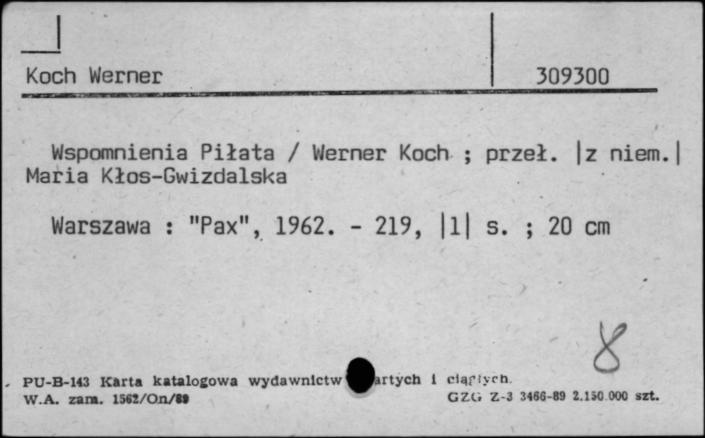 Koch Werner 309300
Wspomnienia Piłata / Werner Koch ; przeł. |z niem.|
Maria Kłos-Gwizdalska
Warszawa : "Pax", 1962. - 219, |1| s. ; 20 cm
8
PU-B-143 Karta katalogowa wydawnictw artych i ciągłych.
W.A. zam. 1562/On/89 GZG Z-3 3466-89 2.150.000 szt.